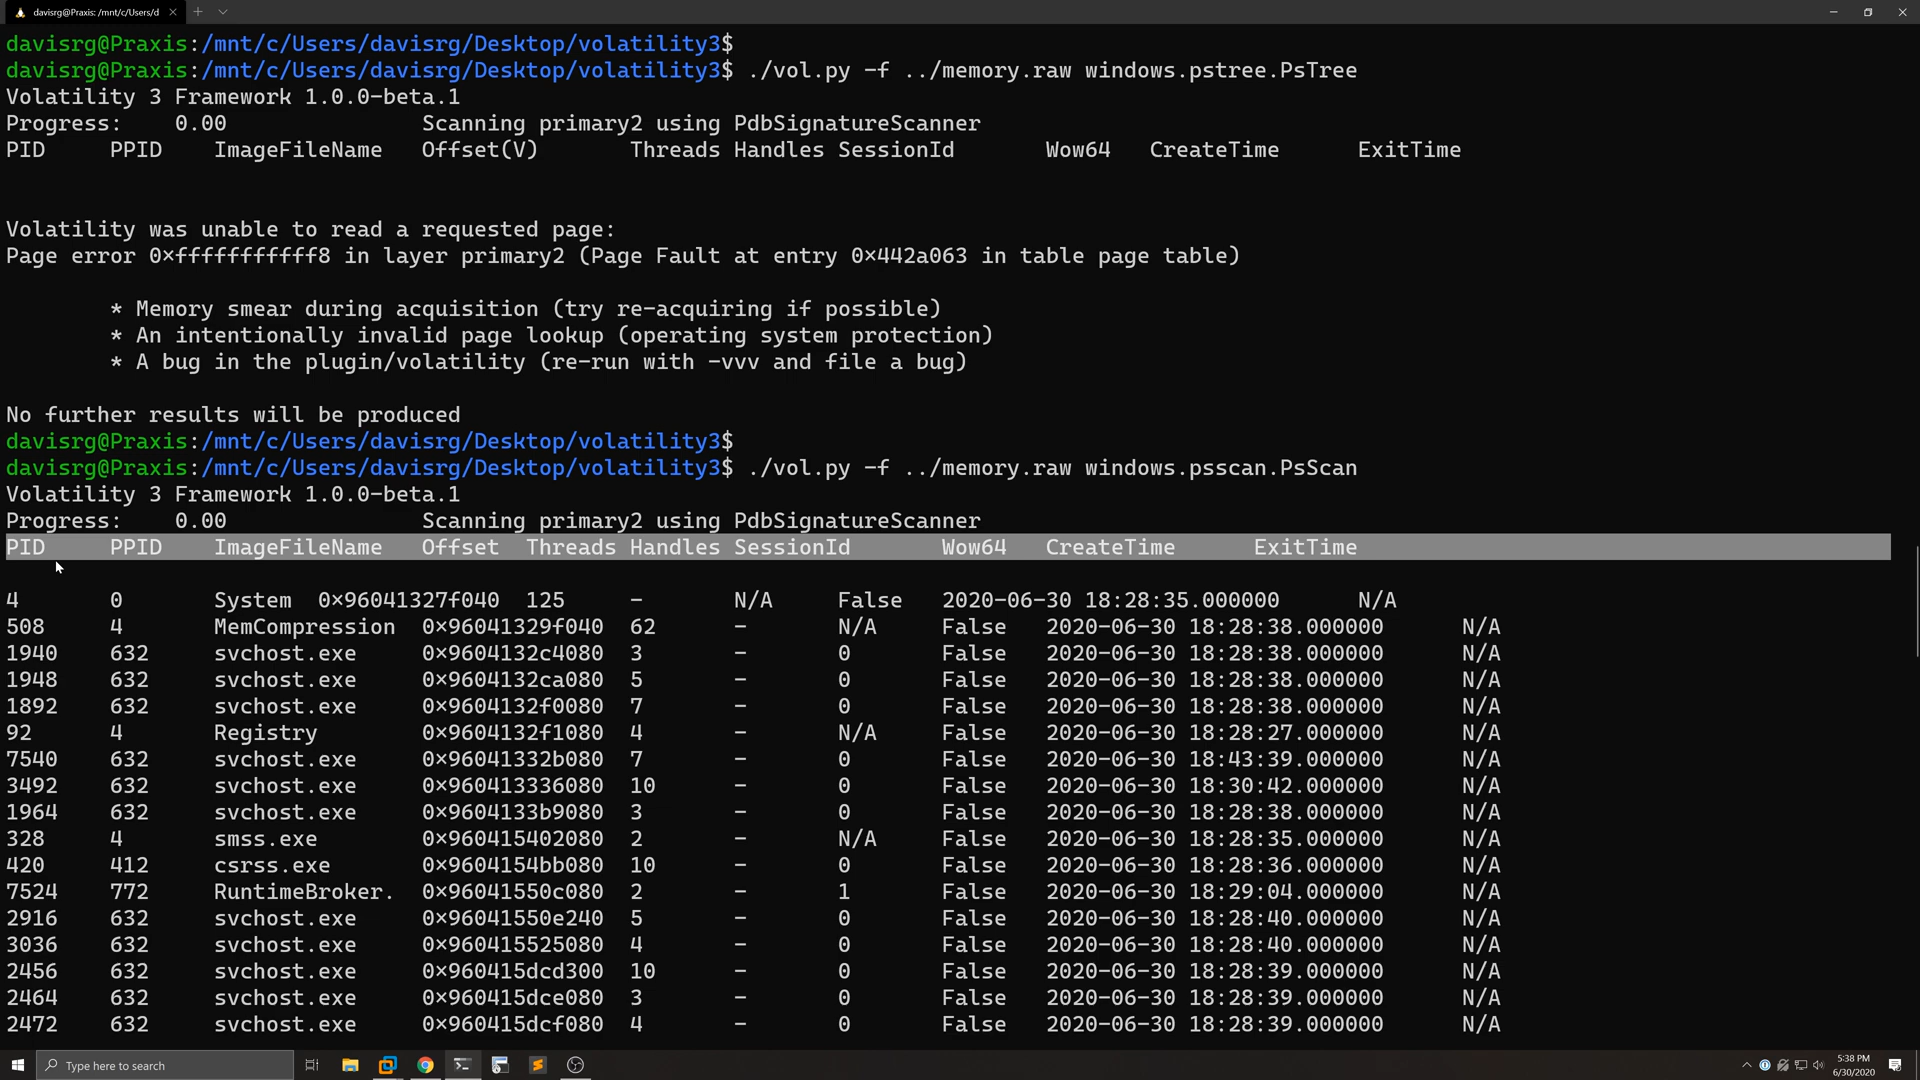 davisrg@Praxis: /mnt/c/Users/d
davisrg@Praxis:/mnt/c/Users/davisrg/Desktop/volatility3$
davisrg@Praxis:/mnt/c/Users/davisrg/Desktop/volatility3$ ./vol.py -f ../memory.raw windows.pstree.PsTree
Volatility 3 Framework 1.0.0-beta.1
Progress: 0.00 Scanning primary2 using PdbSignatureScanner
PID PPID ImageFileName Offset(V) Threads Handles SessionId Wow64 CreateTime ExitTime
Volatility was unable to read a requested page:
Page error 0xfffffffffff8 in layer primary2 (Page Fault at entry 0x442a063 in table page table)
* Memory smear during acquisition (try re-acquiring if possible)
* An intentionally invalid page lookup (operating system protection)
* A bug in the plugin/volatility (re-run with -vvv and file a bug)
No further results will be produced
davisrg@Praxis:/mnt/c/Users/davisrg/Desktop/volatility3$
davisrg@Praxis:/mnt/c/Users/davisrg/Desktop/volatility3$ ./vol.py -f ../memory.raw windows.psscan.PsScan
Volatility 3 Framework 1.0.0-beta.1
Progress: 0.00 Scanning primary2 using PdbSignatureScanner
PID PPID ImageFileName Offset Threads Handles SessionId Wow64 CreateTime ExitTime
4 0 System 0x96041327f040 125 - N/A False 2020-06-30 18:28:35.000000 N/A
508 4 MemCompression 0x96041329f040 62 - N/A False 2020-06-30 18:28:38.000000 N/A
1940 632 svchost.exe 0x9604132c4080 3 - 0 False 2020-06-30 18:28:38.000000 N/A
1948 632 svchost.exe 0x9604132ca080 5 - 0 False 2020-06-30 18:28:38.000000 N/A
1892 632 svchost.exe 0x9604132f0080 7 - 0 False 2020-06-30 18:28:38.000000 N/A
92 4 Registry 0x9604132f1080 4 - N/A False 2020-06-30 18:28:27.000000 N/A
7540 632 svchost.exe 0x96041332b080 7 - 0 False 2020-06-30 18:43:39.000000 N/A
3492 632 svchost.exe 0x960413336080 10 - 0 False 2020-06-30 18:30:42.000000 N/A
1964 632 svchost.exe 0x9604133b9080 3 - 0 False 2020-06-30 18:28:38.000000 N/A
328 4 smss.exe 0x960415402080 2 - N/A False 2020-06-30 18:28:35.000000 N/A
420 412 csrss.exe 0x9604154bb080 10 - 0 False 2020-06-30 18:28:36.000000 N/A
7524 772 RuntimeBroker. 0x96041550c080 2 - 1 False 2020-06-30 18:29:04.000000 N/A
2916 632 svchost.exe 0x96041550e240 5 - 0 False 2020-06-30 18:28:40.000000 N/A
3036 632 svchost.exe 0x960415525080 4 - 0 False 2020-06-30 18:28:40.000000 N/A
2456 632 svchost.exe 0x960415dcd300 10 - 0 False 2020-06-30 18:28:39.000000 N/A
2464 632 svchost.exe 0x960415dce080 3 - 0 False 2020-06-30 18:28:39.000000 N/A
2472 632 svchost.exe 0x960415dcf080 4 - 0 False 2020-06-30 18:28:39.000000 N/A
Type here to search
5:38 PM
6/30/2020